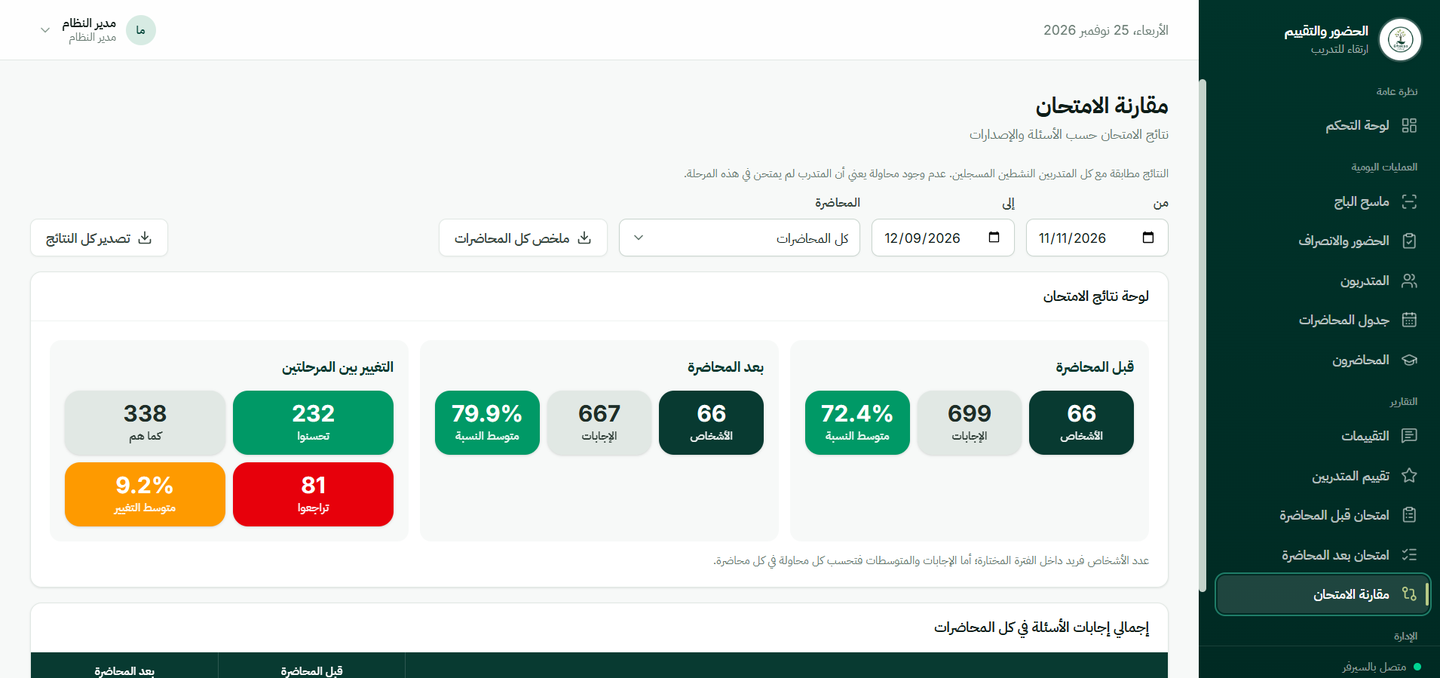 الحضور والتقييم
ارتقاء للتدريب
نظرة عامة
لوحة التحكم
العمليات اليومية
ماسح الباج
الحضور والانصراف
المتدربون
جدول المحاضرات
المحاضرون
التقارير
التقييمات
تقييم المتدربين
امتحان قبل المحاضرة
امتحان بعد المحاضرة
مقارنة الامتحان
الإدارة
متصل بالسيرفر
الأربعاء، 25 نوفمبر 2026
ما
مدير النظام
مدير النظام
مقارنة الامتحان
نتائج الامتحان حسب الأسئلة والإصدارات
النتائج مطابقة مع كل المتدربين النشطين المسجلين. عدم وجود محاولة يعني أن المتدرب لم يمتحن في هذه المرحلة.
من
إلى
المحاضرة
11/11/2026
12/09/2026
كل المحاضرات
ملخص كل المحاضرات
تصدير كل النتائج
لوحة نتائج الامتحان
قبل المحاضرة
66
الأشخاص
699
الإجابات
72.4%
متوسط النسبة
بعد المحاضرة
66
الأشخاص
667
الإجابات
79.9%
متوسط النسبة
التغيير بين المرحلتين
232
تحسنوا
338
كما هم
81
تراجعوا
9.2%
متوسط التغيير
عدد الأشخاص فريد داخل الفترة المختارة؛ أما الإجابات والمتوسطات فتحسب كل محاولة في كل محاضرة.
إجمالي إجابات الأسئلة في كل المحاضرات
قبل المحاضرة
بعد المحاضرة